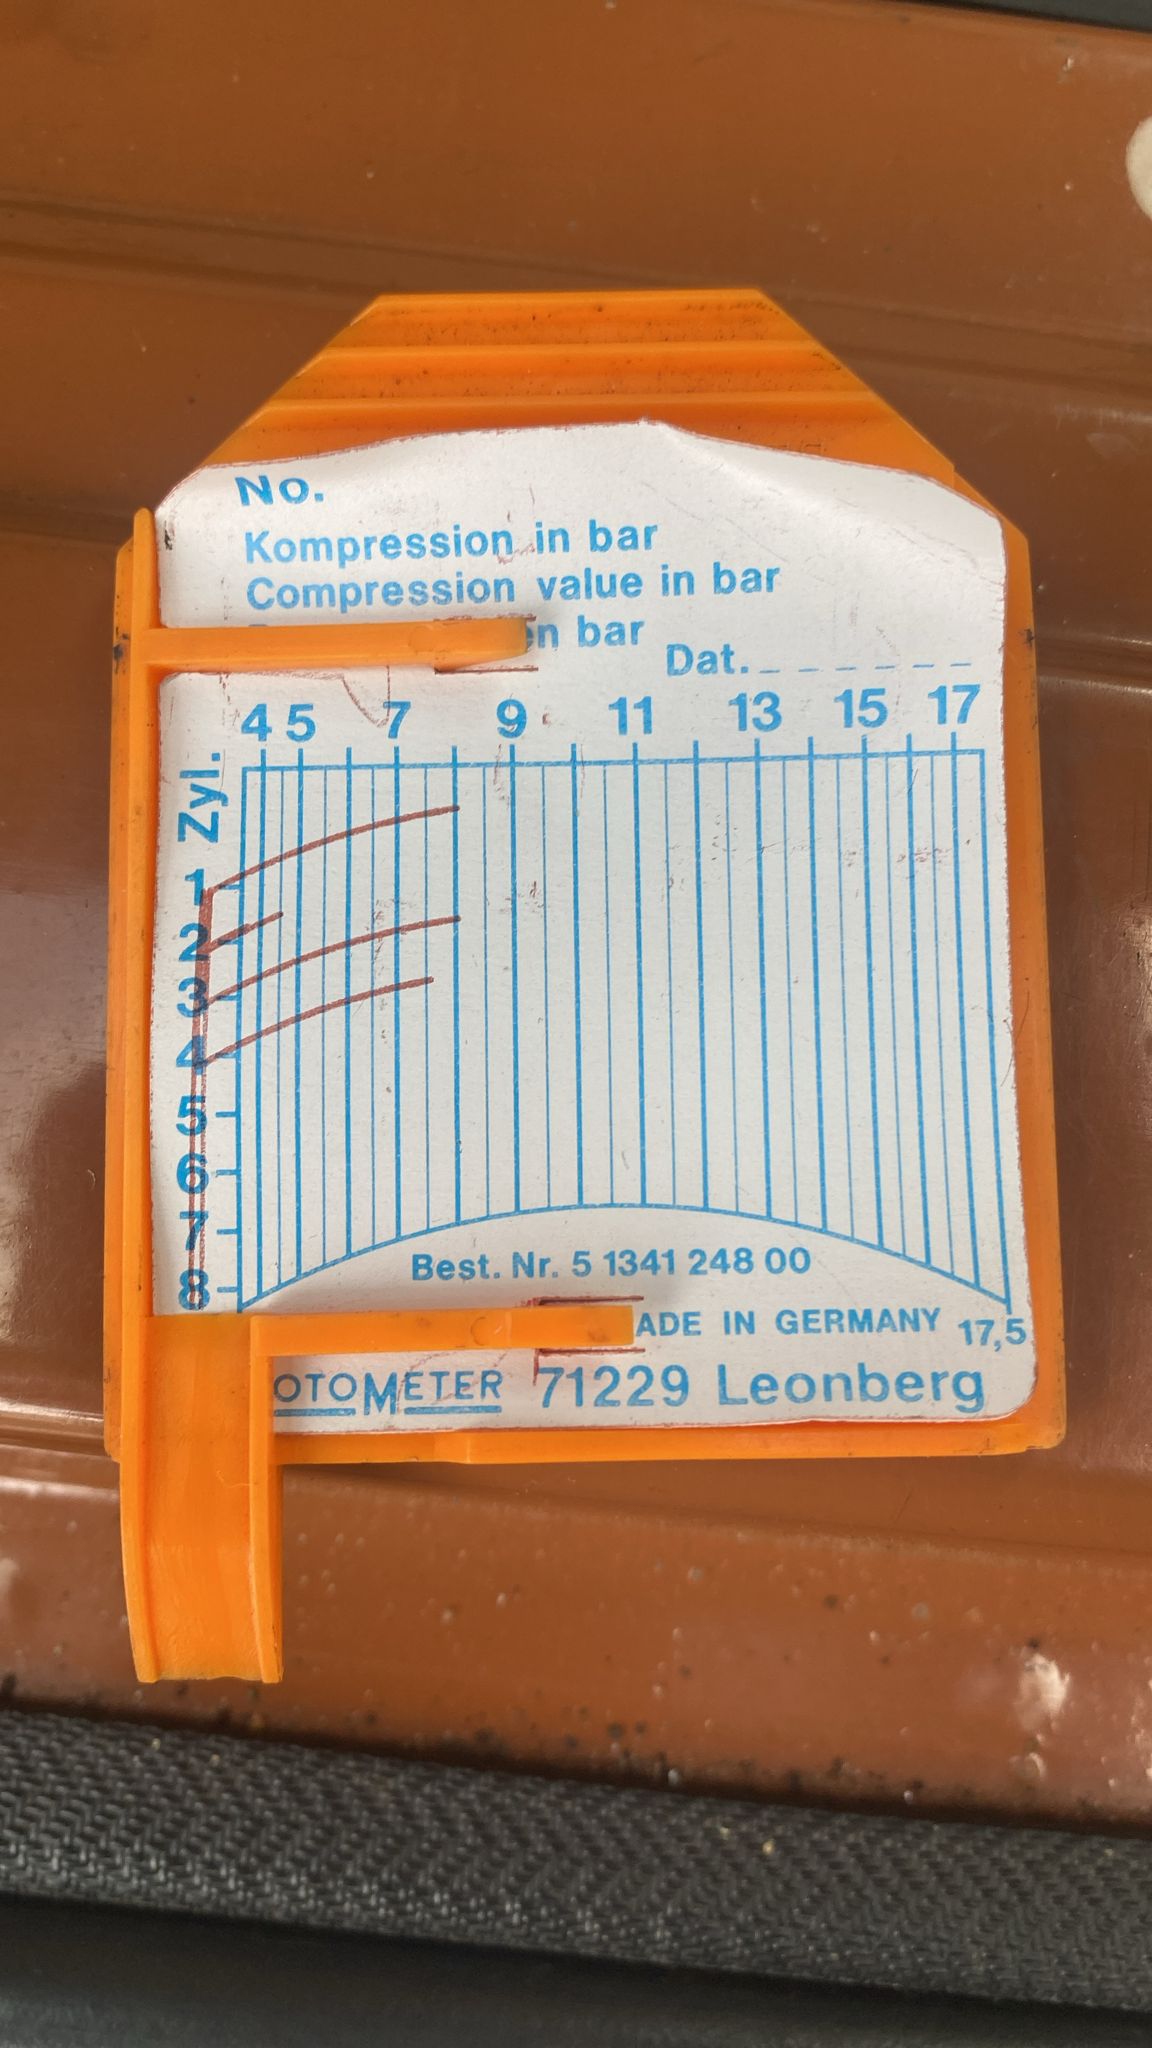 No.
Kompression in bar
Compression value in bar
en bar
Dat.
4 5 7 9 11 13 15 17
Zyl.
1
2
3
4
5
6
7
8
Best. Nr. 5 1341 248 00
ADE IN GERMANY 17,5
OTOMETER 71229 Leonberg